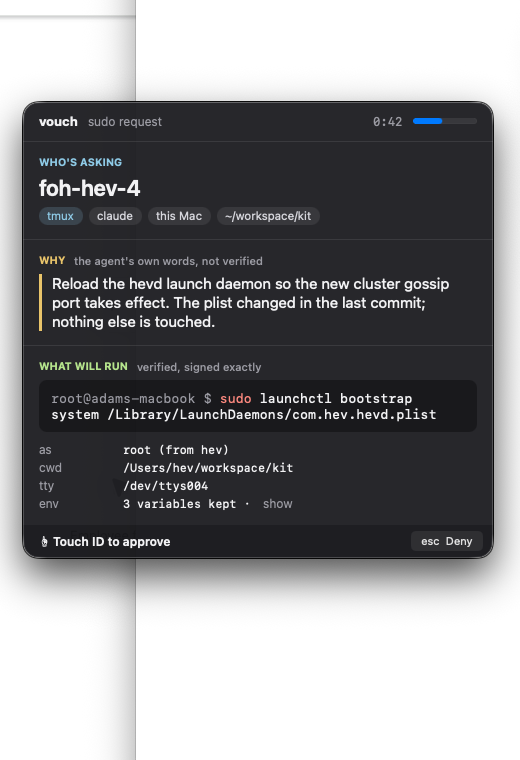 vouch sudo request 0:42
WHO'S ASKING
foh-hev-4
tmux claude this Mac ~/workspace/kit
WHY the agent's own words, not verified
Reload the hevd launch daemon so the new cluster gossip
port takes effect. The plist changed in the last commit;
nothing else is touched.
WHAT WILL RUN verified, signed exactly
root@adams-macbook $ sudo launchctl bootstrap
system /Library/LaunchDaemons/com.hev.hevd.plist
as root (from hev)
cwd /Users/hev/workspace/kit
tty /dev/ttys004
env 3 variables kept · show
Touch ID to approve esc Deny